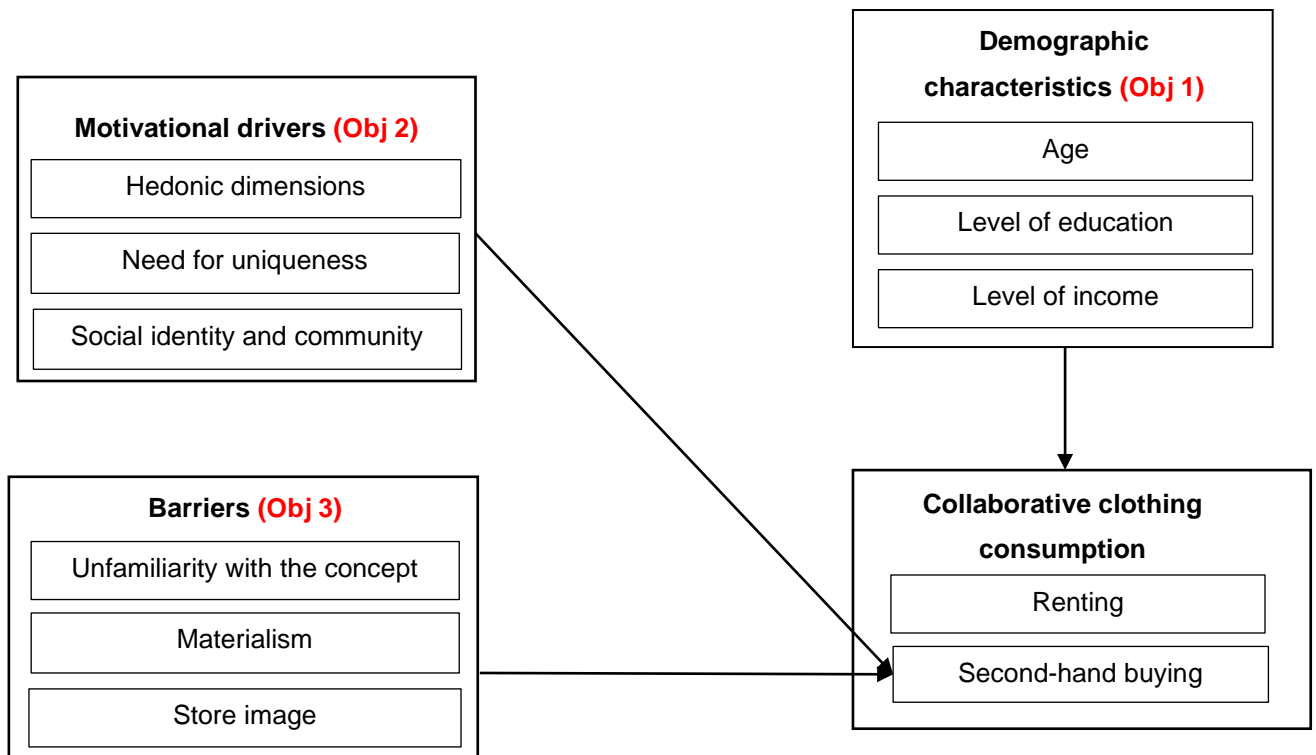 Motivational drivers (Obj 2)
Hedonic dimensions
Need for uniqueness
Social identity and community
Barriers (Obj 3)
Unfamiliarity with the concept
Materialism
Store image
Demographic
characteristics (Obj 1)
Age
Level of education
Level of income
Collaborative clothing
consumption
Renting
Second-hand buying